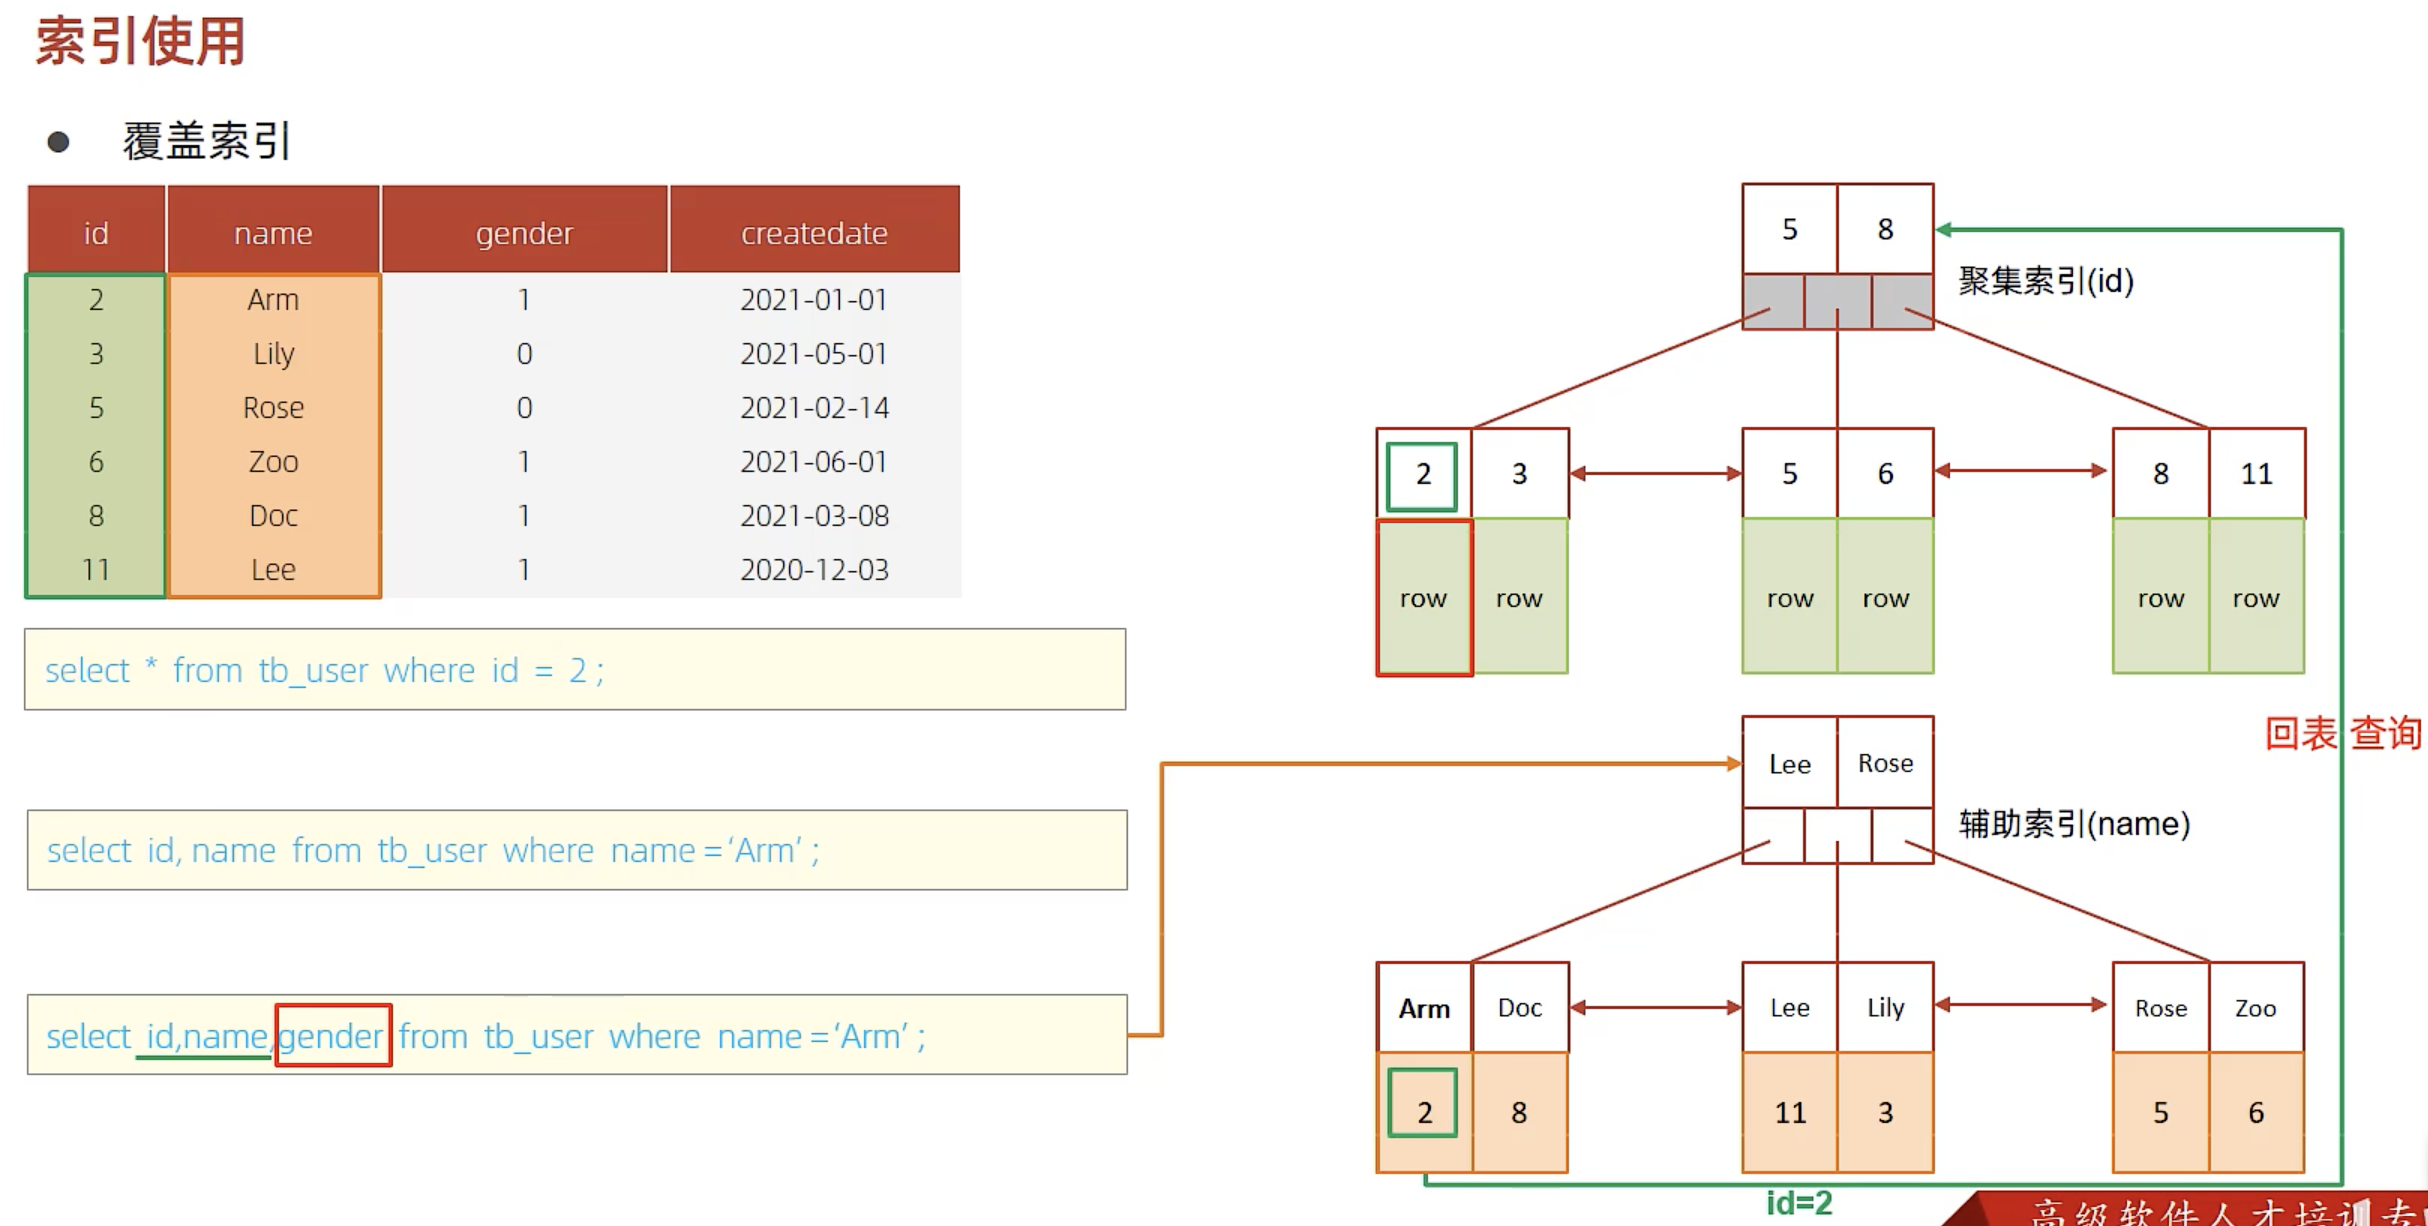 索引使用
● 覆盖索引
id name gender createdate
2 Arm 1 2021-01-01
3 Lily 0 2021-05-01
5 Rose 0 2021-02-14
6 Zoo 1 2021-06-01
8 Doc 1 2021-03-08
11 Lee 1 2020-12-03
select * from tb_user where id = 2 ;
select id, name from tb_user where name = ‘Arm’ ;
select id,name,gender from tb_user where name = ‘Arm’ ;
5 8
聚集索引(id)
2 3 5 6 8 11
row row row row row row
回表 查询
Lee Rose
辅助索引(name)
Arm Doc Lee Lily Rose Zoo
2 8 11 3 5 6
id=2
高级软件人才培训专